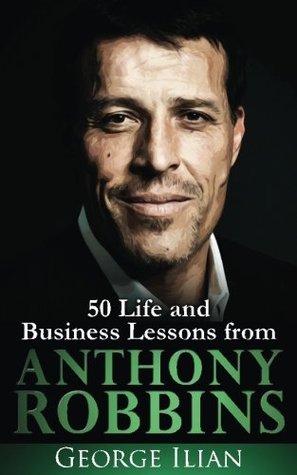 50 Life and
Business Lessons from
ANTHONY
ROBBINS
GEORGE ILIAN